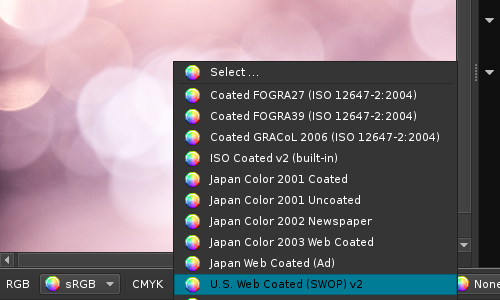 Select ...
Coated FOGRA27 (ISO 12647-2:2004)
Coated FOGRA39 (ISO 12647-2:2004)
Coated GRACoL 2006 (ISO 12647-2:2004)
ISO Coated v2 (built-in)
Japan Color 2001 Coated
Japan Color 2001 Uncoated
Japan Color 2002 Newspaper
Japan Color 2003 Web Coated
Japan Web Coated (Ad)
U.S. Web Coated (SWOP) v2
RGB sRGB CMYK None